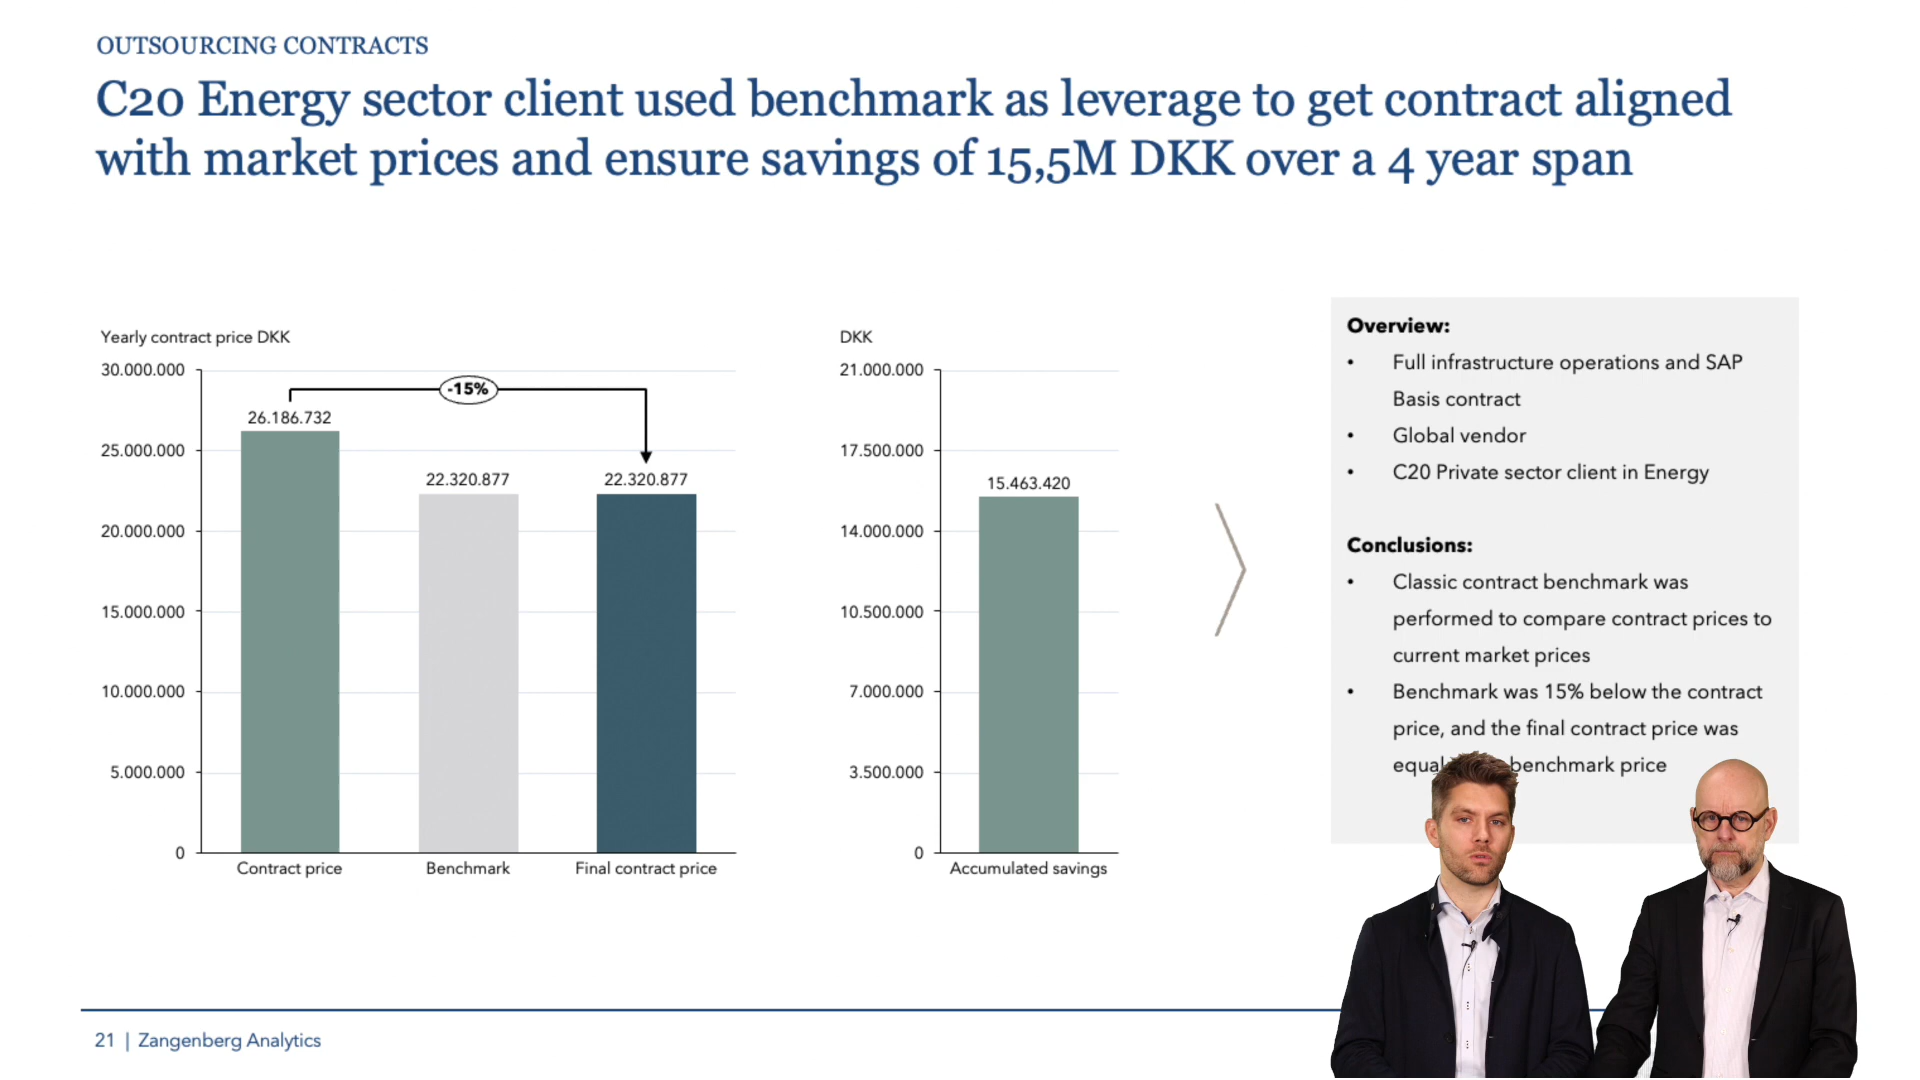 OUTSOURCING CONTRACTS
C20 Energy sector client used benchmark as leverage to get contract aligned
with market prices and ensure savings of 15,5M DKK over a 4 year span
Yearly contract price DKK
30.000.000
25.000.000
20.000.000
15.000.000
10.000.000
5.000.000
0
-15%
26.186.732
22.320.877
22.320.877
Contract price
Benchmark
Final contract price
DKK
21.000.000
17.500.000
14.000.000
10.500.000
7.000.000
3.500.000
0
15.463.420
Accumulated savings
Overview:
• Full infrastructure operations and SAP
Basis contract
• Global vendor
• C20 Private sector client in Energy
Conclusions:
• Classic contract benchmark was
performed to compare contract prices to
current market prices
• Benchmark was 15% below the contract
price, and the final contract price was
equal benchmark price
21 | Zangenberg Analytics